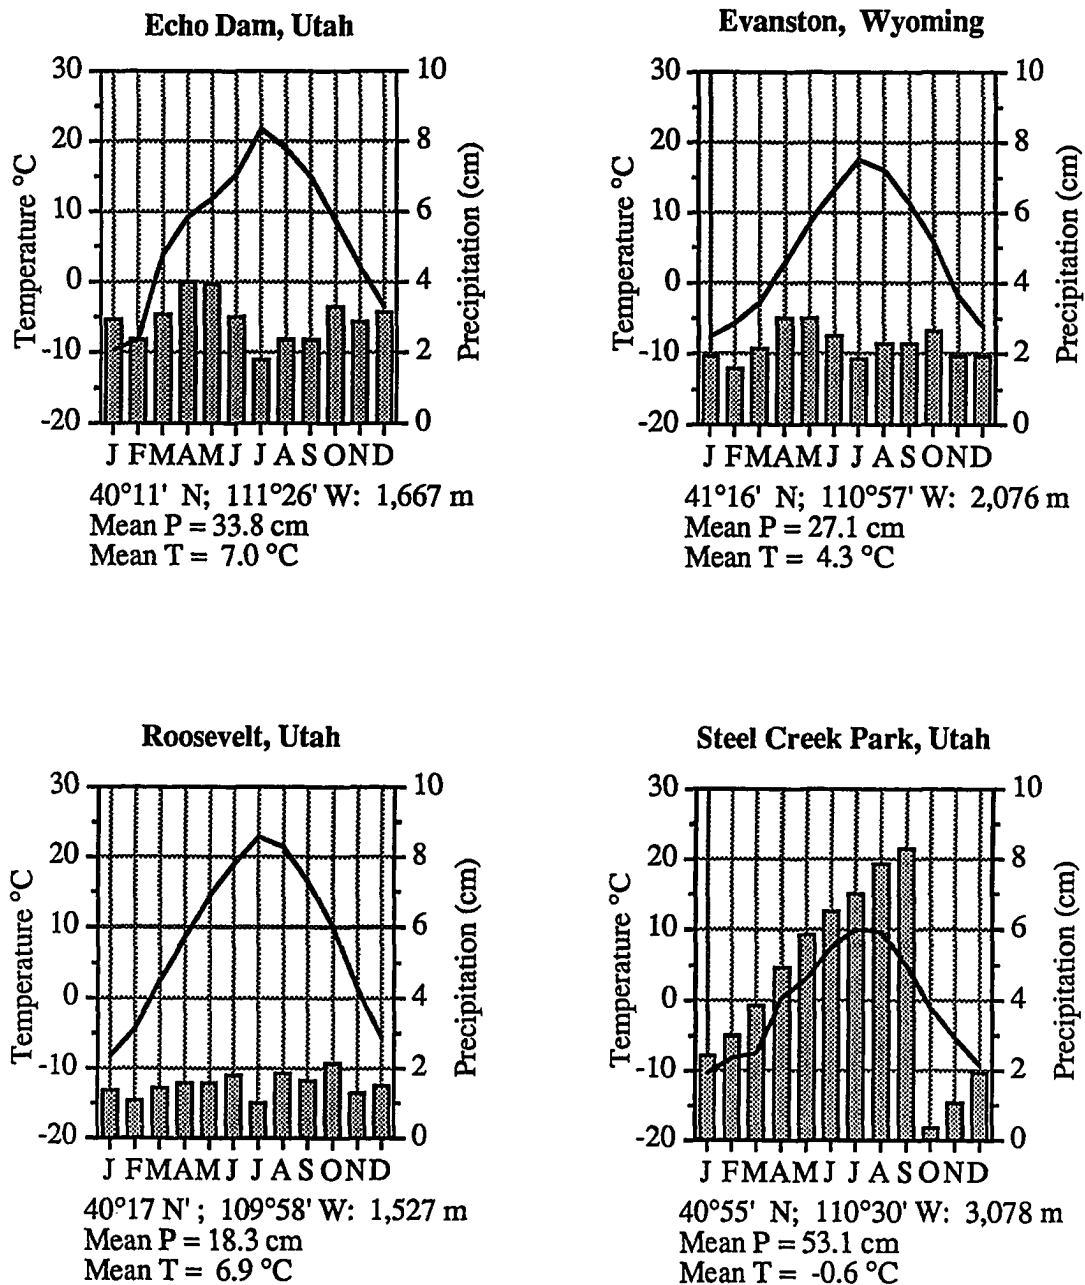 Echo Dam, Utah
30
20
10
0
-10
-20
Temperature °C
10
8
6
4
2
0
Precipitation (cm)
J F M A M J J A S O N D
40°11' N; 111°26' W: 1,667 m
Mean P = 33.8 cm
Mean T = 7.0 °C
Evanston, Wyoming
30
20
10
0
-10
-20
Temperature °C
10
8
6
4
2
0
Precipitation (cm)
J F M A M J J A S O N D
41°16' N; 110°57' W: 2,076 m
Mean P = 27.1 cm
Mean T = 4.3 °C
Roosevelt, Utah
30
20
10
0
-10
-20
Temperature °C
10
8
6
4
2
0
Precipitation (cm)
J F M A M J J A S O N D
40°17 N' ; 109°58' W: 1,527 m
Mean P = 18.3 cm
Mean T = 6.9 °C
Steel Creek Park, Utah
30
20
10
0
-10
-20
Temperature °C
10
8
6
4
2
0
Precipitation (cm)
J F M A M J J A S O N D
40°55' N; 110°30' W: 3,078 m
Mean P = 53.1 cm
Mean T = -0.6 °C